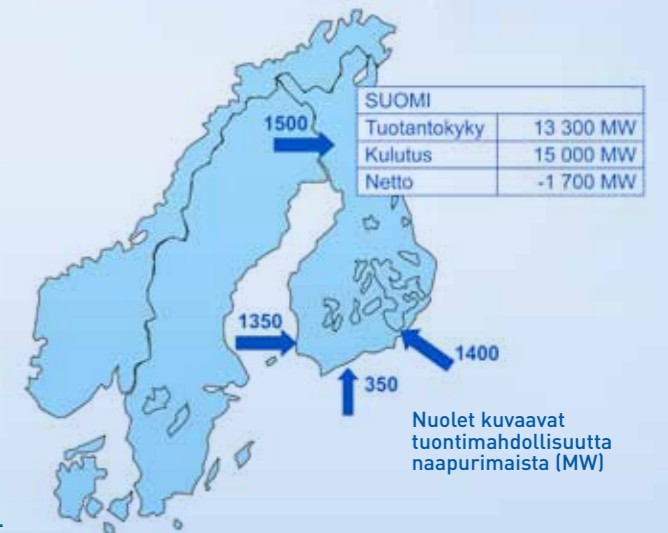 SUOMI
Tuotantokyky 13 300 MW
Kulutus 15 000 MW
Netto -1 700 MW
1500
1350
1400
350
Nuolet kuvaavat
tuontimahdollisuutta
naapurimaista (MW)